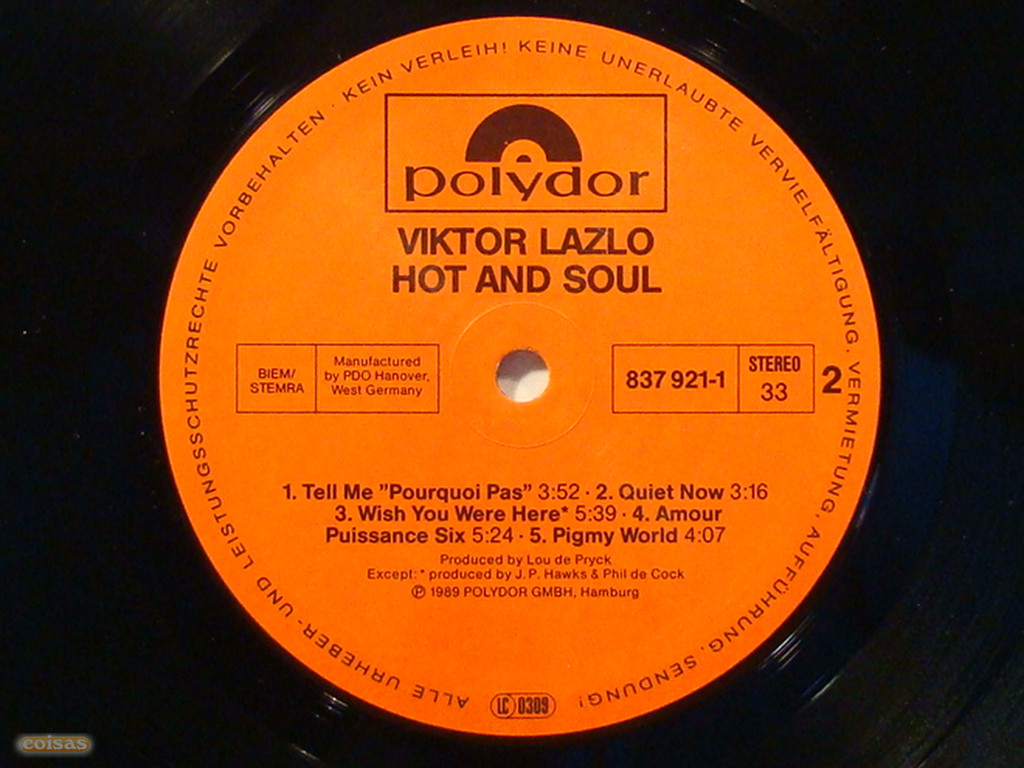 ALLE URHEBER- UND LEISTUNGSSCHUTZRECHTE VORBEHALTEN · KEIN VERLEIH! KEINE UNERLAUBTE VERVIELFÄLTIGUNG, VERMIETUNG, AUFFÜHRUNG, SENDUNG!
polydor
VIKTOR LAZLO
HOT AND SOUL
BIEM/
STEMRA
Manufactured
by PDO Hanover,
West Germany
837 921-1
STEREO
33
2
1. Tell Me ”Pourquoi Pas” 3:52 · 2. Quiet Now 3:16
3. Wish You Were Here* 5:39 · 4. Amour
Puissance Six 5:24 · 5. Pigmy World 4:07
Produced by Lou de Pryck
Except: * produced by J. P. Hawks & Phil de Cock
℗ 1989 POLYDOR GMBH, Hamburg
LC 0309
coisas